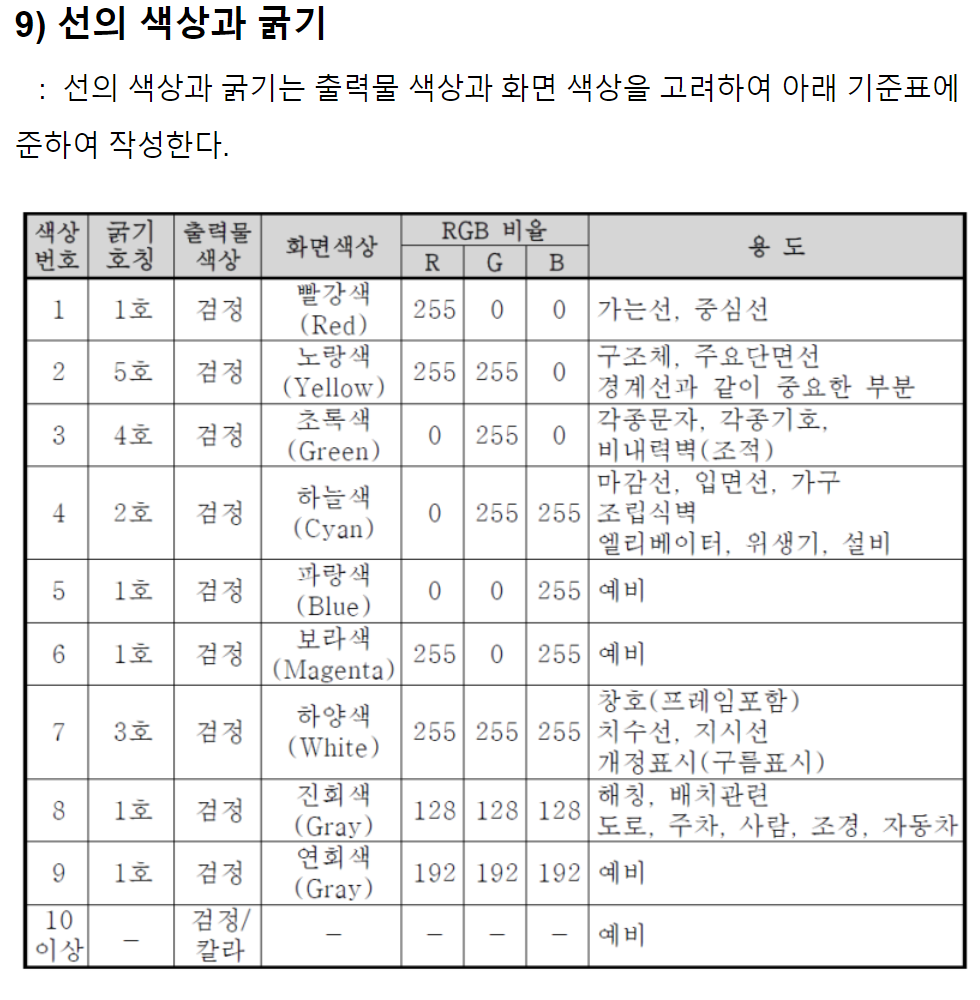 9) 선의 색상과 굵기
: 선의 색상과 굵기는 출력물 색상과 화면 색상을 고려하여 아래 기준표에
준하여 작성한다.
색상 번호 굵기 호칭 출력물 색상 화면색상 RGB 비율 용 도
R G B
1 1호 검정 빨강색 (Red) 255 0 0 가는선, 중심선
2 5호 검정 노랑색 (Yellow) 255 255 0 구조체, 주요단면선
경계선과 같이 중요한 부분
3 4호 검정 초록색 (Green) 0 255 0 각종문자, 각종기호,
비내력벽(조적)
4 2호 검정 하늘색 (Cyan) 0 255 255 마감선, 입면선, 가구
조립식벽
엘리베이터, 위생기, 설비
5 1호 검정 파랑색 (Blue) 0 0 255 예비
6 1호 검정 보라색 (Magenta) 255 0 255 예비
7 3호 검정 하양색 (White) 255 255 255 창호(프레임포함)
치수선, 지시선
개정표시(구름표시)
8 1호 검정 진회색 (Gray) 128 128 128 해칭, 배치관련
도로, 주차, 사람, 조경, 자동차
9 1호 검정 연회색 (Gray) 192 192 192 예비
10 이상 – 검정/ 칼라 – – – – 예비